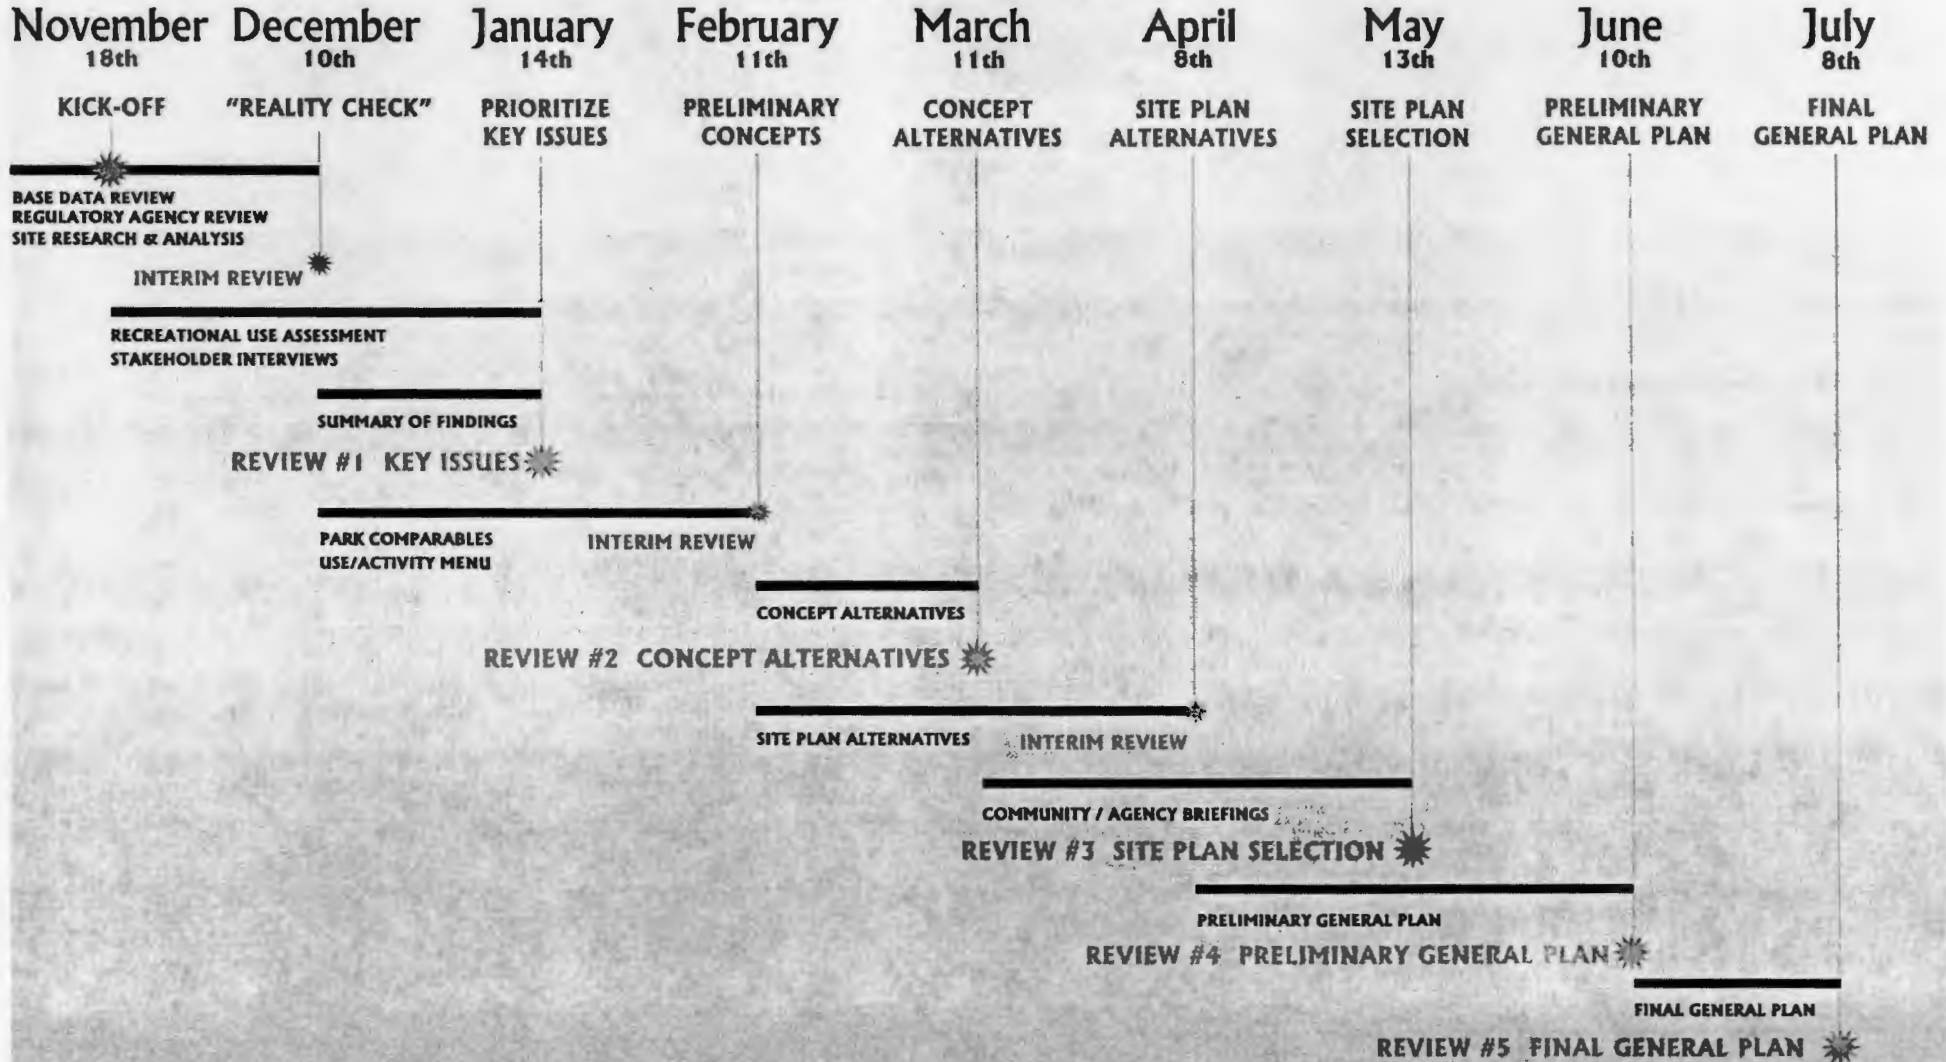 November December January February March April May June July
18th 10th 14th 11th 11th 8th 13th 10th 8th
KICK-OFF "REALITY CHECK" PRIORITIZE PRELIMINARY CONCEPT SITE PLAN SITE PLAN PRELIMINARY FINAL
KEY ISSUES CONCEPTS ALTERNATIVES ALTERNATIVES SELECTION GENERAL PLAN GENERAL PLAN
BASE DATA REVIEW
REGULATORY AGENCY REVIEW
SITE RESEARCH & ANALYSIS
INTERIM REVIEW
RECREATIONAL USE ASSESSMENT
STAKEHOLDER INTERVIEWS
SUMMARY OF FINDINGS
REVIEW #1 KEY ISSUES
PARK COMPARABLES INTERIM REVIEW
USE/ACTIVITY MENU
CONCEPT ALTERNATIVES
REVIEW #2 CONCEPT ALTERNATIVES
SITE PLAN ALTERNATIVES INTERIM REVIEW
COMMUNITY / AGENCY BRIEFINGS
REVIEW #3 SITE PLAN SELECTION
PRELIMINARY GENERAL PLAN
REVIEW #4 PRELIMINARY GENERAL PLAN
FINAL GENERAL PLAN
REVIEW #5 FINAL GENERAL PLAN